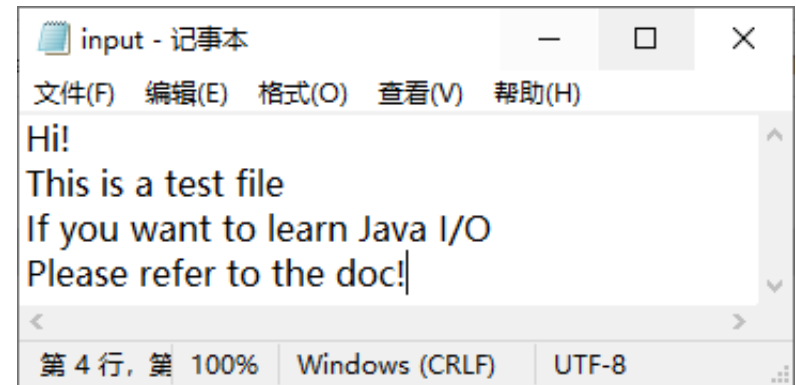 input - 记事本
文件(F) 编辑(E) 格式(O) 查看(V) 帮助(H)
Hi!
This is a test file
If you want to learn Java I/O
Please refer to the doc!
第 4 行，第 100% Windows (CRLF) UTF-8